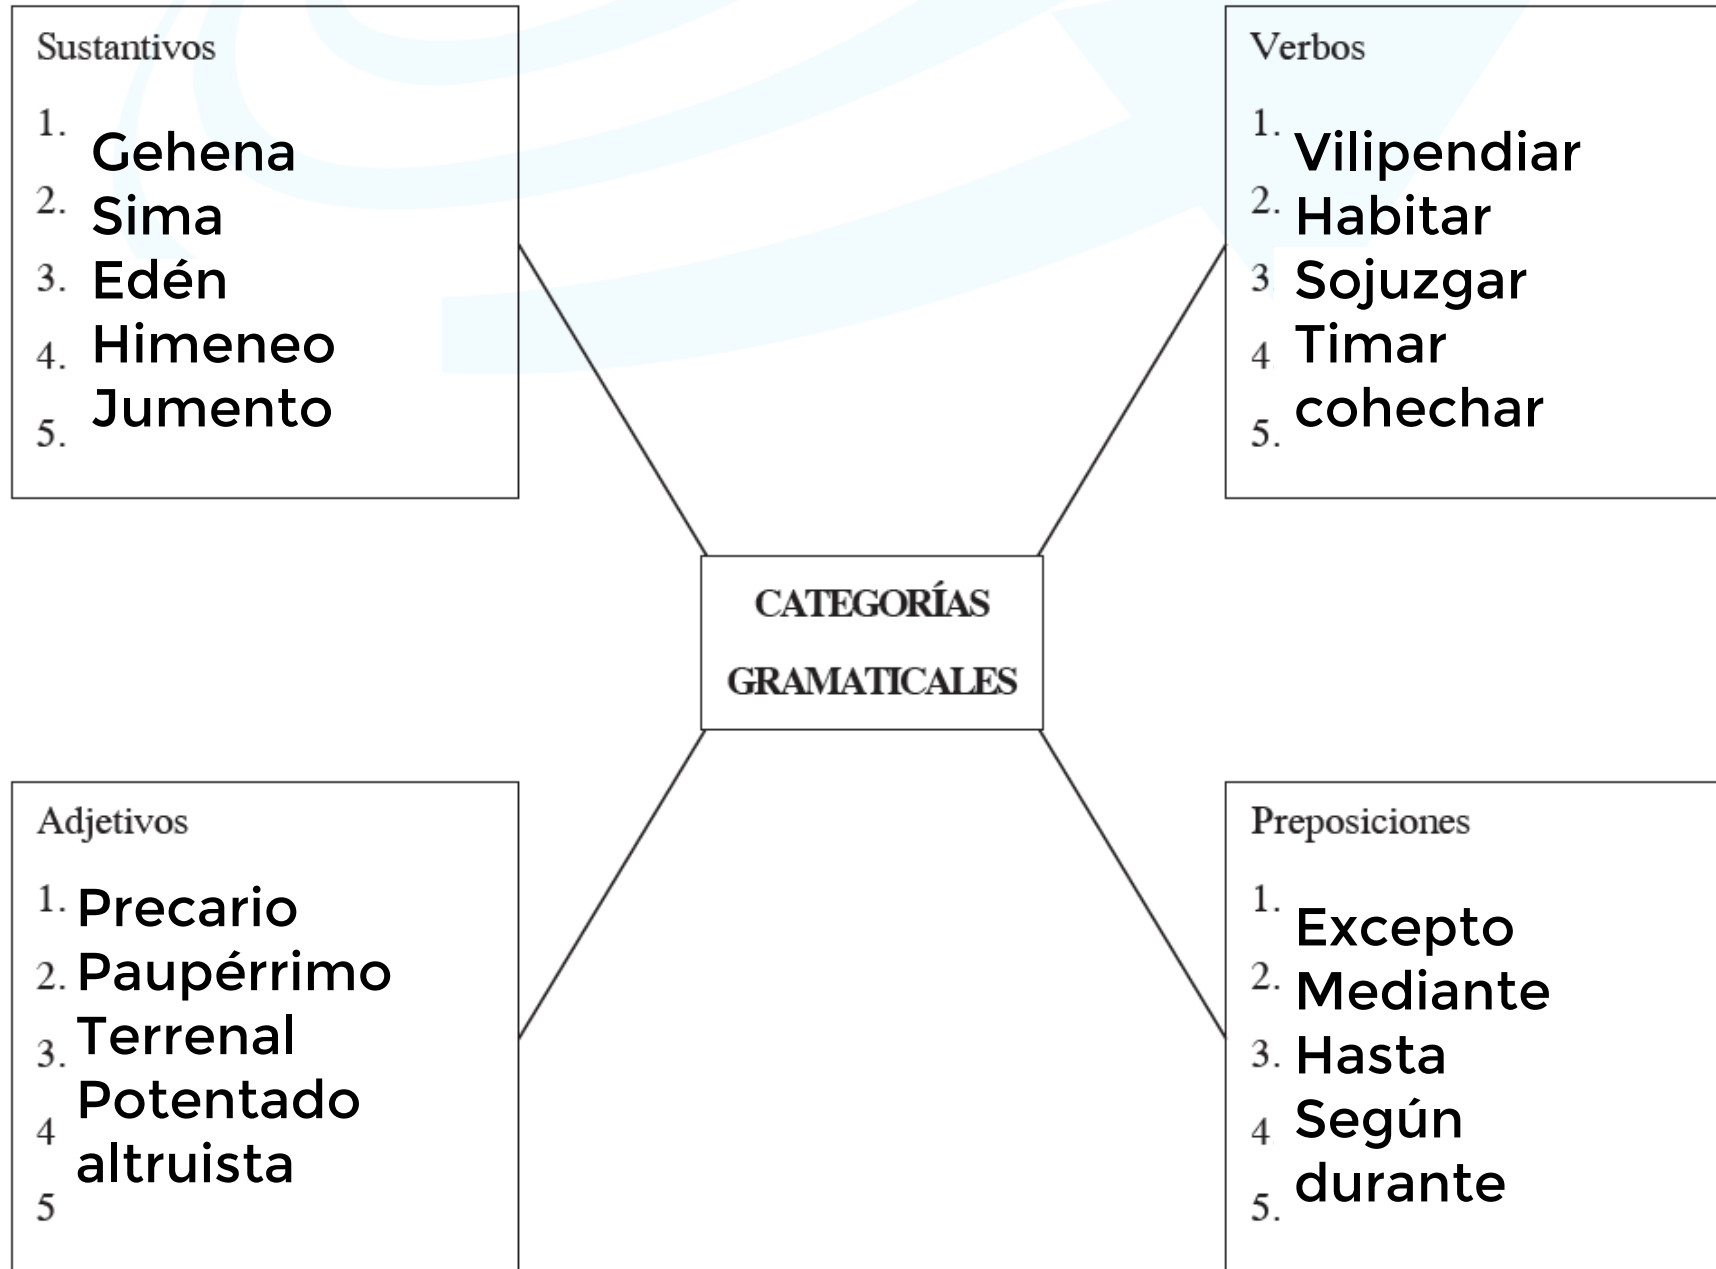 Sustantivos
1. Gehena
2. Sima
3. Edén
4. Himeneo
5. Jumento
Verbos
1. Vilipendiar
2. Habitar
3 Sojuzgar
4 Timar
5. cohechar
CATEGORÍAS
GRAMATICALES
Adjetivos
1. Precario
2. Paupérrimo
3. Terrenal
4 Potentado
5 altruista
Preposiciones
1. Excepto
2. Mediante
3. Hasta
4 Según
5. durante